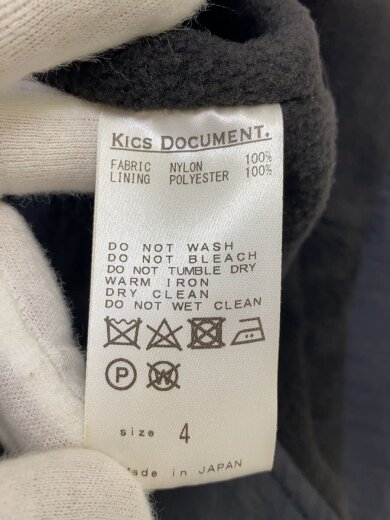 KICS DOCUMENT.
FABRIC NYLON 100%
LINING POLYESTER 100%
DO NOT WASH
DO NOT BLEACH
DO NOT TUMBLE DRY
WARM IRON
DRY CLEAN
DO NOT WET CLEAN
P W
size 4
Made in JAPAN